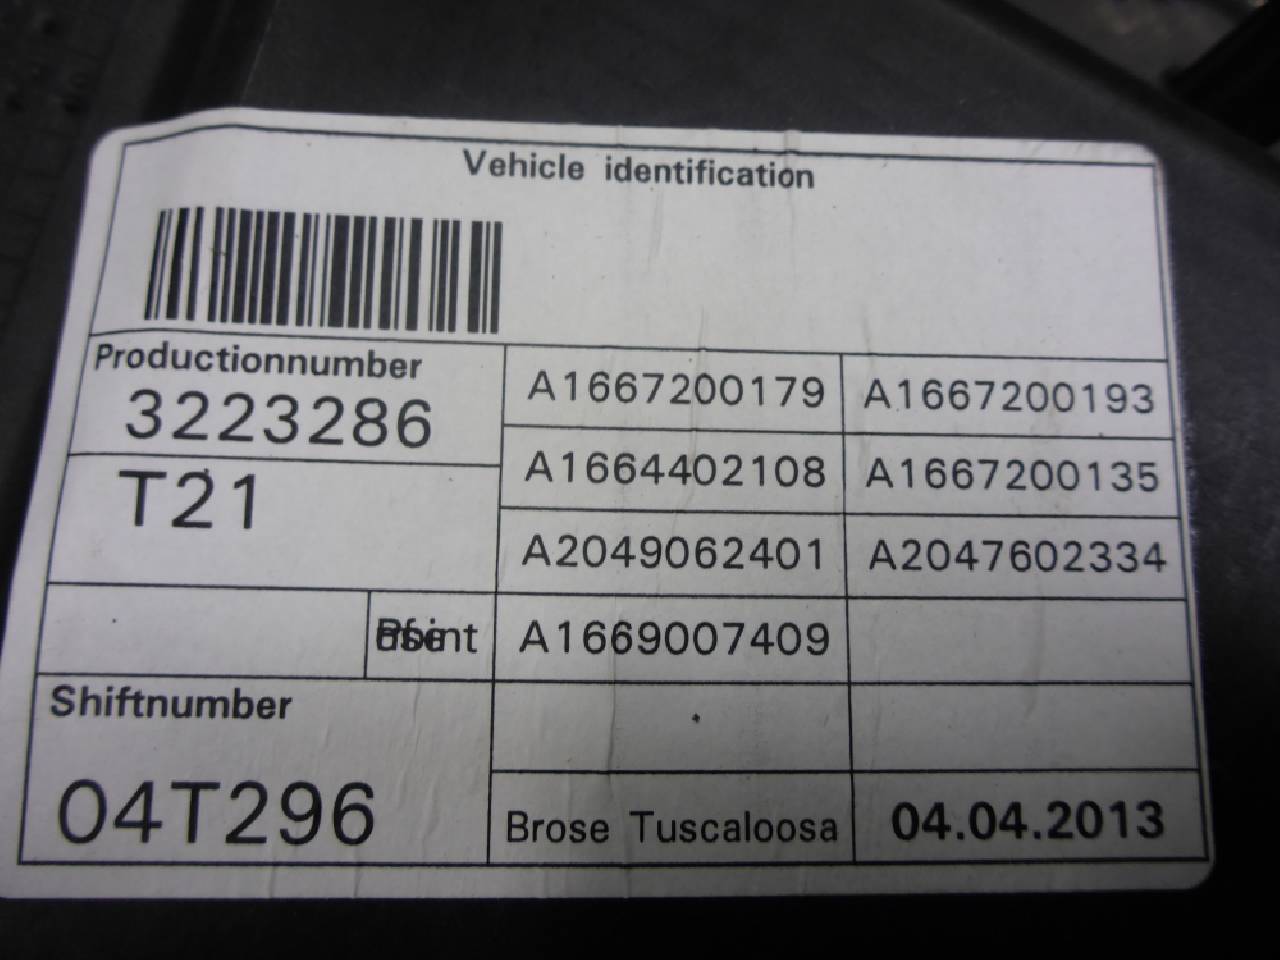 Vehicle identification
Productionnumber
3223286
T21
A1667200179 A1667200193
A1664402108 A1667200135
A2049062401 A2047602334
A1669007409
Shiftnumber
04T296
Brose Tuscaloosa 04.04.2013